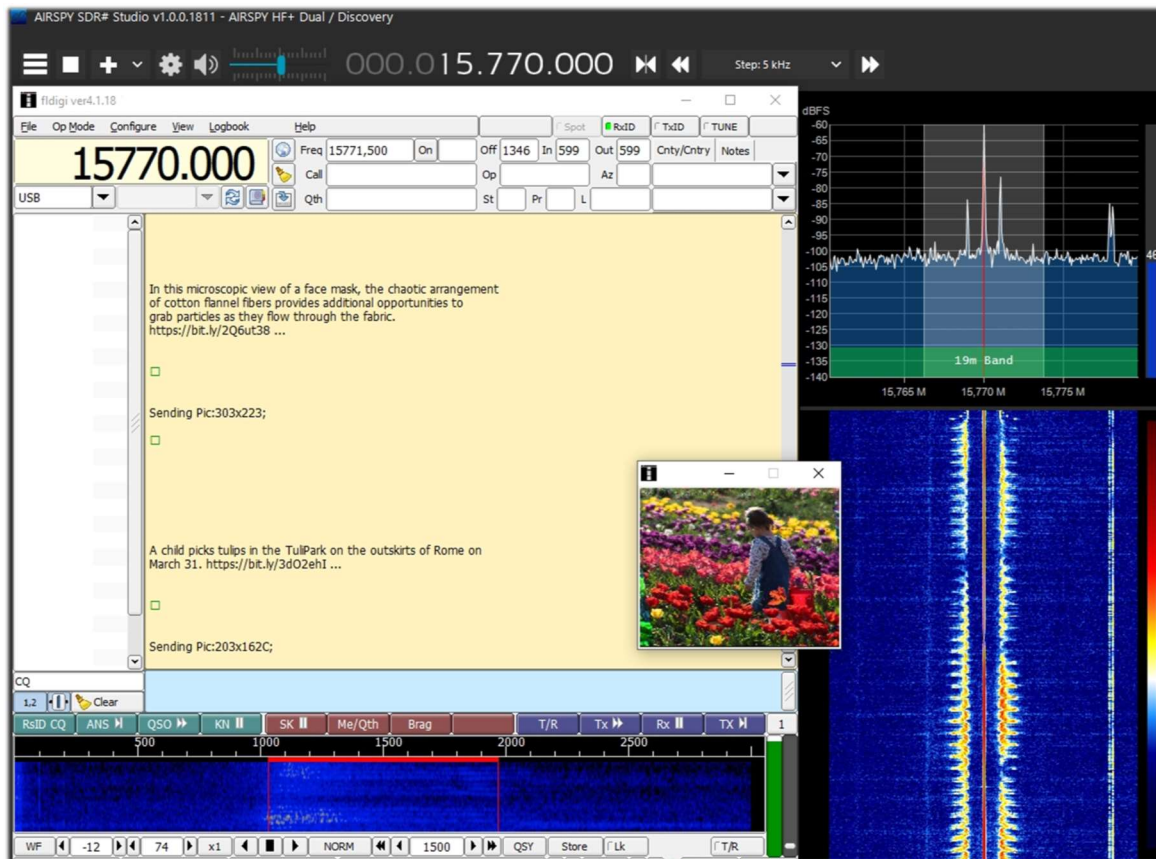 AIRSPY SDR# Studio v1.0.0.1811 - AIRSPY HF+ Dual / Discovery
000.015.770.000
Step: 5 kHz
fldigi ver4.1.18
File Op Mode Configure View Logbook Help
Spot RxID TxID TUNE
15770.000
Freq 15771,500 On Off 1346 In 599 Out 599 Cnty/Cntry Notes
Call Op Az
USB
Qth St Pr L
In this microscopic view of a face mask, the chaotic arrangement
of cotton flannel fibers provides additional opportunities to
grab particles as they flow through the fabric.
https://bit.ly/2Q6ut38 ...
Sending Pic:303x223;
A child picks tulips in the TuliPark on the outskirts of Rome on
March 31. https://bit.ly/3dO2ehI ...
Sending Pic:203x162C;
CQ
1,2 Clear
RsID CQ ANS QSO KN SK Me/Qth Brag T/R Tx Rx TX 1
500 1000 1500 2000 2500
WF -12 74 x1 NORM 1500 QSY Store Lk T/R
dBFS
-60
-65
-70
-75
-80
-85
-90
-95
-100
-105
-110
-115
-120
-125
-130
-135
-140
46
19m Band
15,765 M 15,770 M 15,775 M